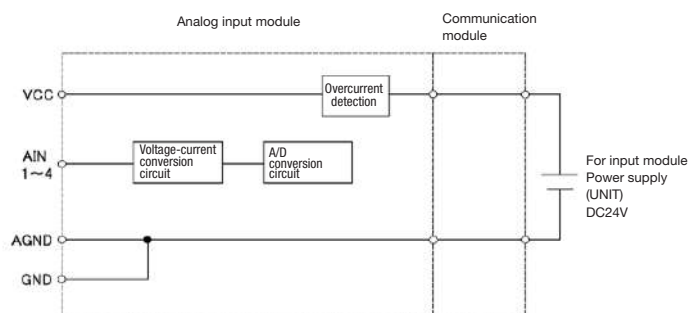 Analog input module
Communication
module
VCC
Overcurrent
detection
AIN
1～4
Voltage-current
conversion
circuit
A/D
conversion
circuit
For input module
Power supply
(UNIT)
DC24V
AGND
GND